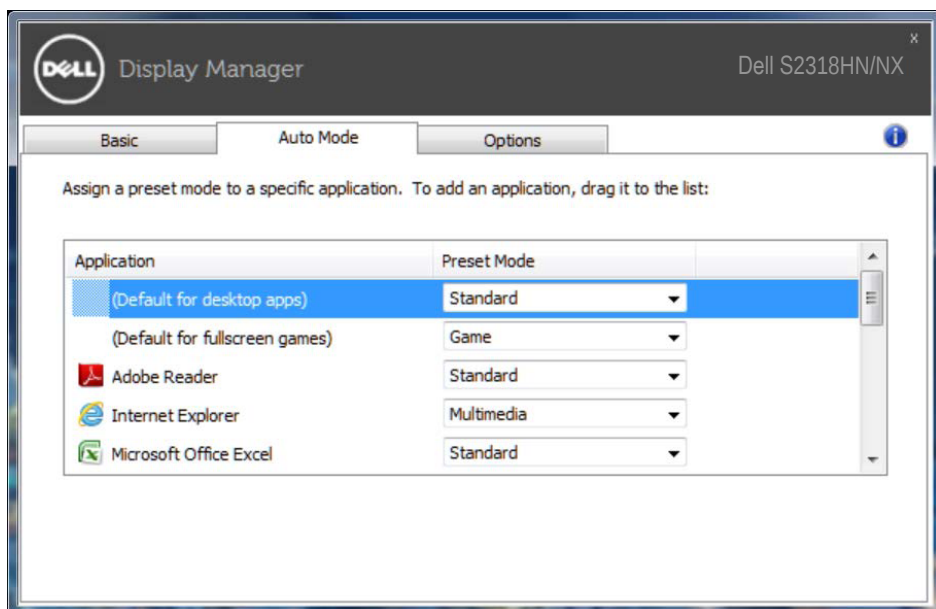 DELL Display Manager
x
Dell S2318HN/NX
Basic Auto Mode Options
Assign a preset mode to a specific application. To add an application, drag it to the list:
Application Preset Mode
(Default for desktop apps) Standard
(Default for fullscreen games) Game
Adobe Reader Standard
Internet Explorer Multimedia
Microsoft Office Excel Standard